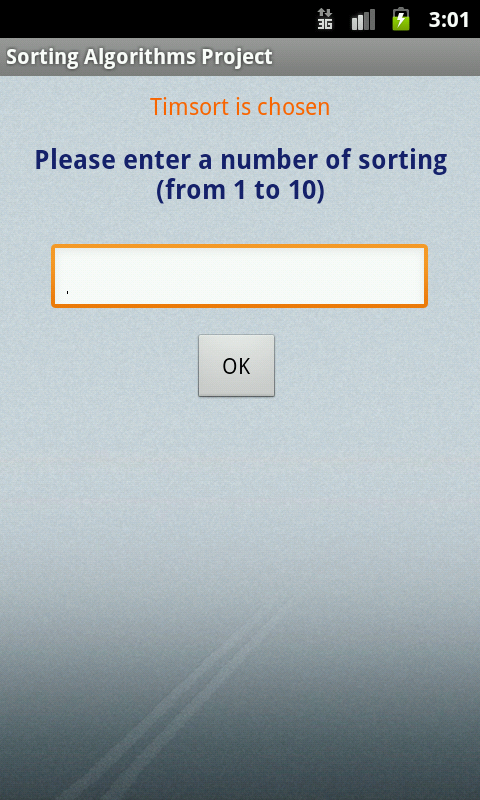 3G 3:01
Sorting Algorithms Project
Timsort is chosen
Please enter a number of sorting
(from 1 to 10)
OK